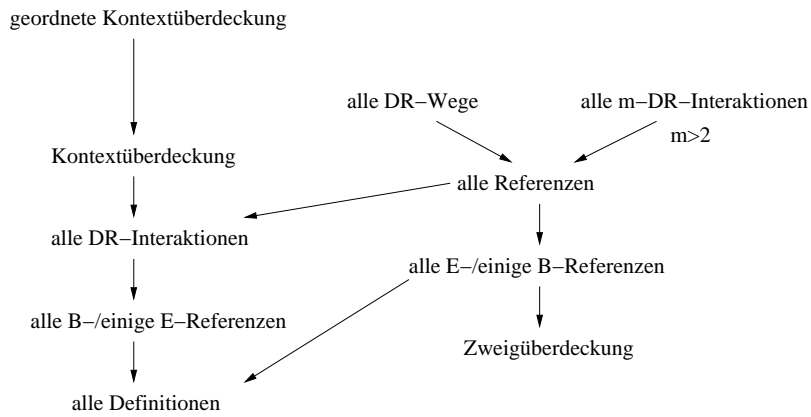 geordnete Kontextüberdeckung
alle DR−Wege
alle m−DR−Interaktionen
m>2
Kontextüberdeckung
alle Referenzen
alle DR−Interaktionen
alle E−/einige B−Referenzen
alle B−/einige E−Referenzen
Zweigüberdeckung
alle Definitionen